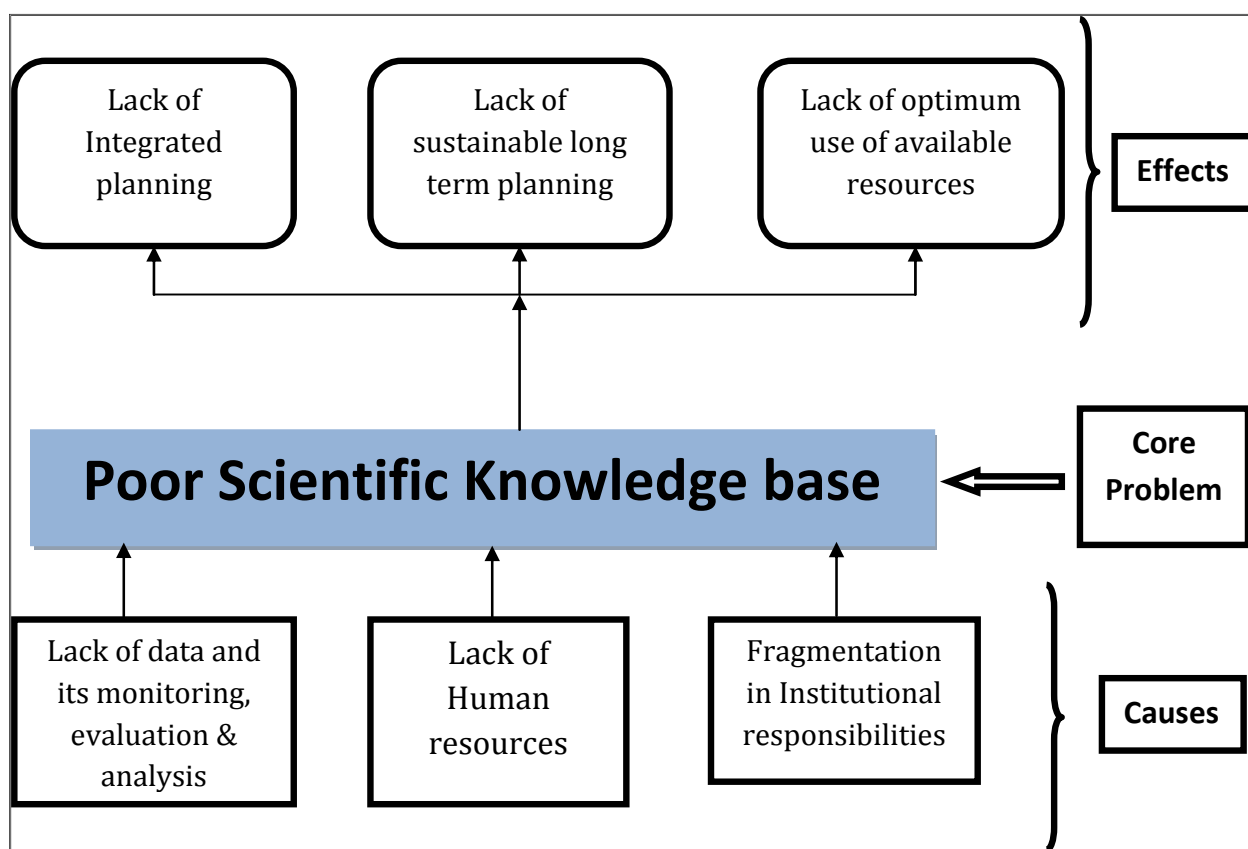 Lack of
Integrated
planning
Lack of
sustainable long
term planning
Lack of optimum
use of available
resources
Effects
Poor Scientific Knowledge base
Core
Problem
Lack of data and
its monitoring,
evaluation &
analysis
Lack of
Human
resources
Fragmentation
in Institutional
responsibilities
Causes